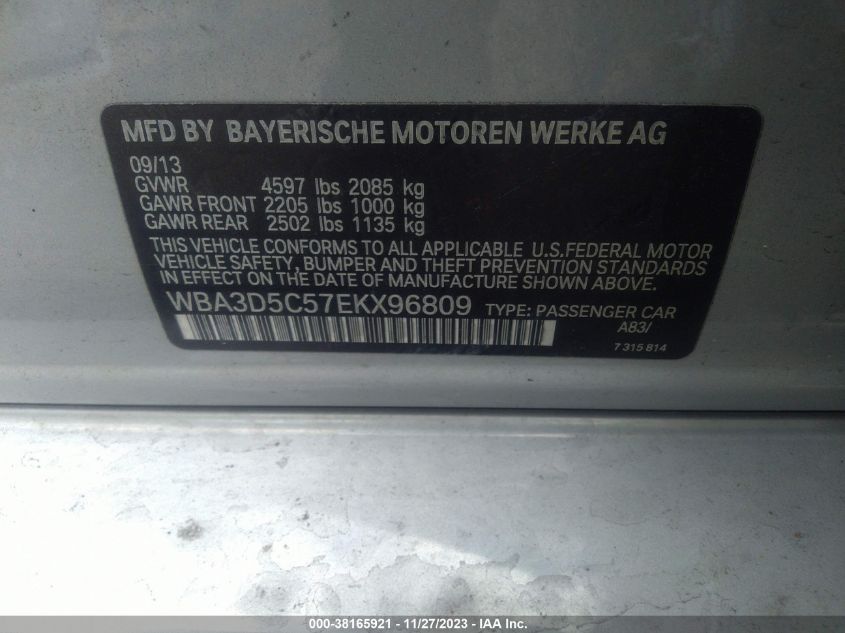 MFD BY BAYERISCHE MOTOREN WERKE AG
09/13
GVWR 4597 lbs 2085 kg
GAWR FRONT 2205 lbs 1000 kg
GAWR REAR 2502 lbs 1135 kg
THIS VEHICLE CONFORMS TO ALL APPLICABLE U.S.FEDERAL MOTOR
VEHICLE SAFETY, BUMPER AND THEFT PREVENTION STANDARDS
IN EFFECT ON THE DATE OF MANUFACTURE SHOWN ABOVE.
WBA3D5C57EKX96809 TYPE: PASSENGER CAR
A83/
7 315 814
000-38165921 - 11/27/2023 - IAA Inc.